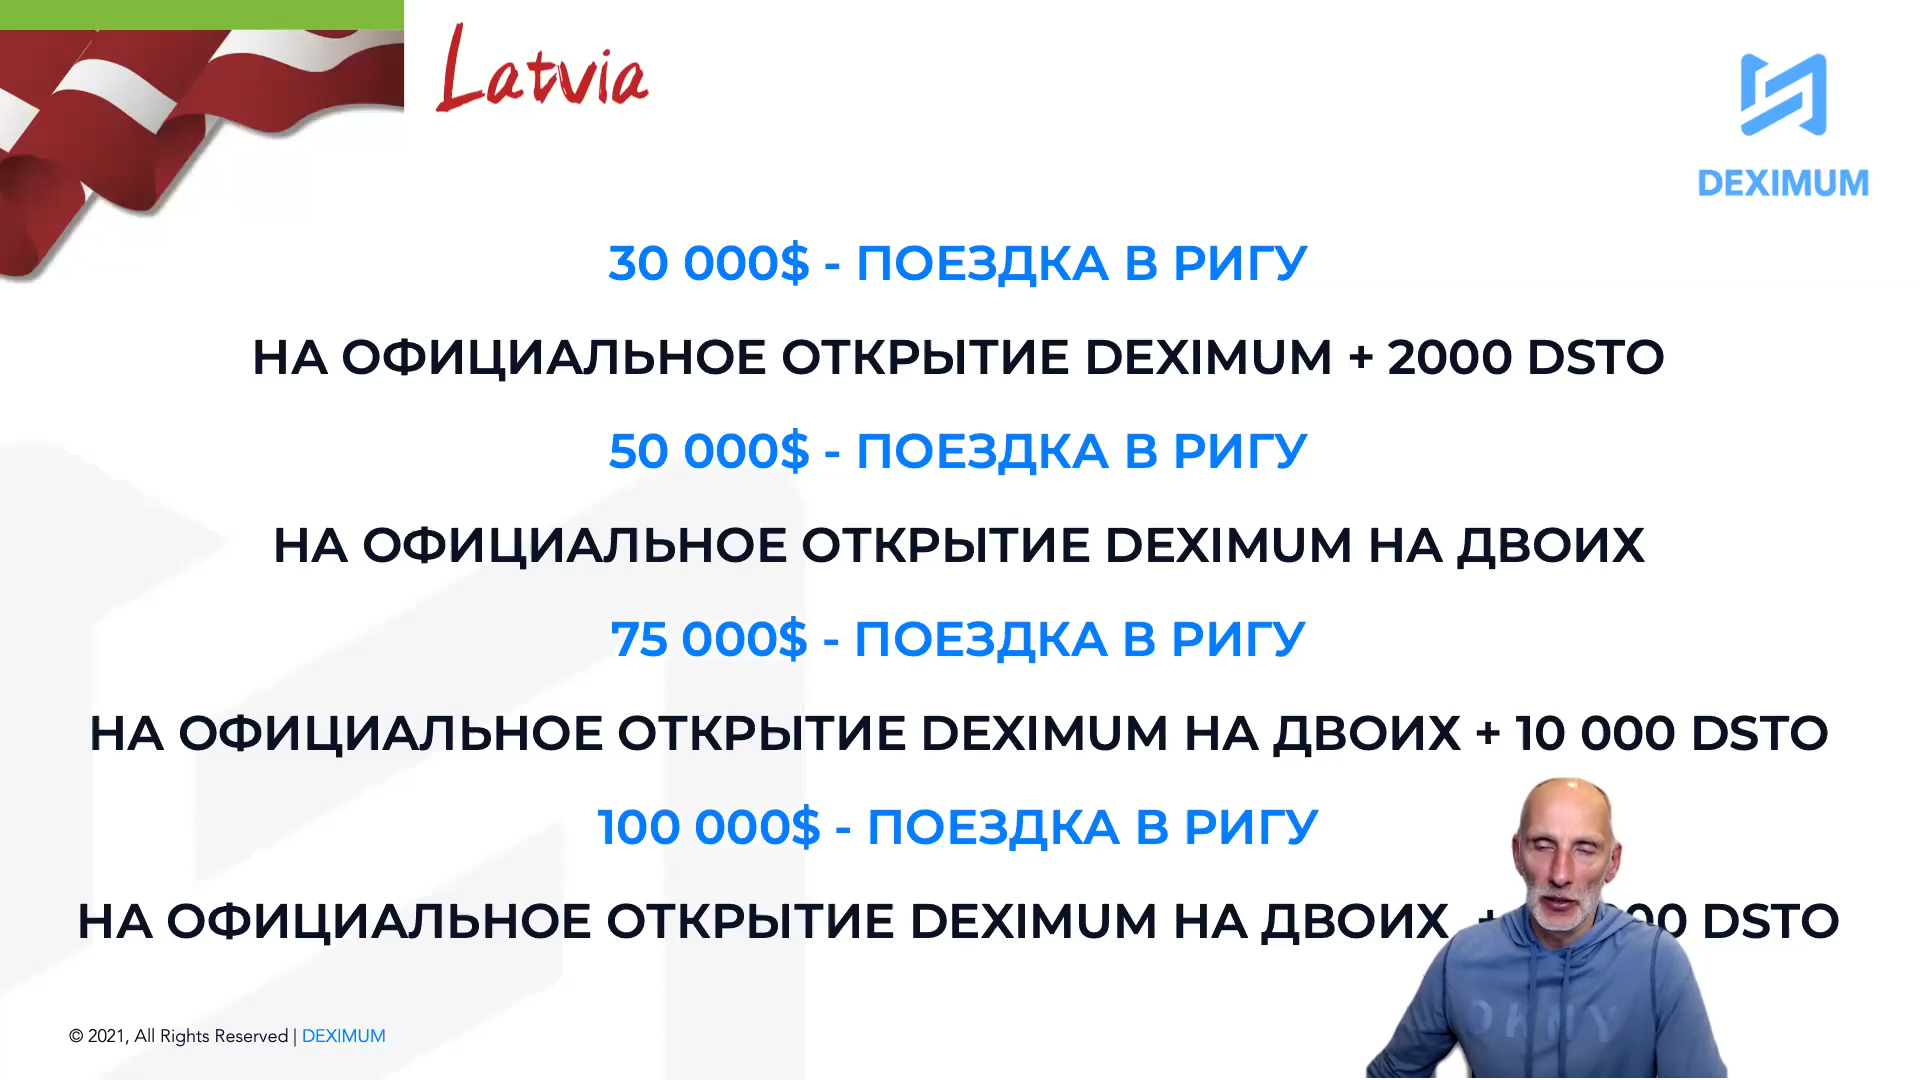 Latvia
DEXIMUM
30 000$ - ПОЕЗДКА В РИГУ
НА ОФИЦИАЛЬНОЕ ОТКРЫТИЕ DEXIMUM + 2000 DSTO
50 000$ - ПОЕЗДКА В РИГУ
НА ОФИЦИАЛЬНОЕ ОТКРЫТИЕ DEXIMUM НА ДВОИХ
75 000$ - ПОЕЗДКА В РИГУ
НА ОФИЦИАЛЬНОЕ ОТКРЫТИЕ DEXIMUM НА ДВОИХ + 10 000 DSTO
100 000$ - ПОЕЗДКА В РИГУ
НА ОФИЦИАЛЬНОЕ ОТКРЫТИЕ DEXIMUM НА ДВОИХ + DSTO
DKNY
© 2021, All Rights Reserved | DEXIMUM